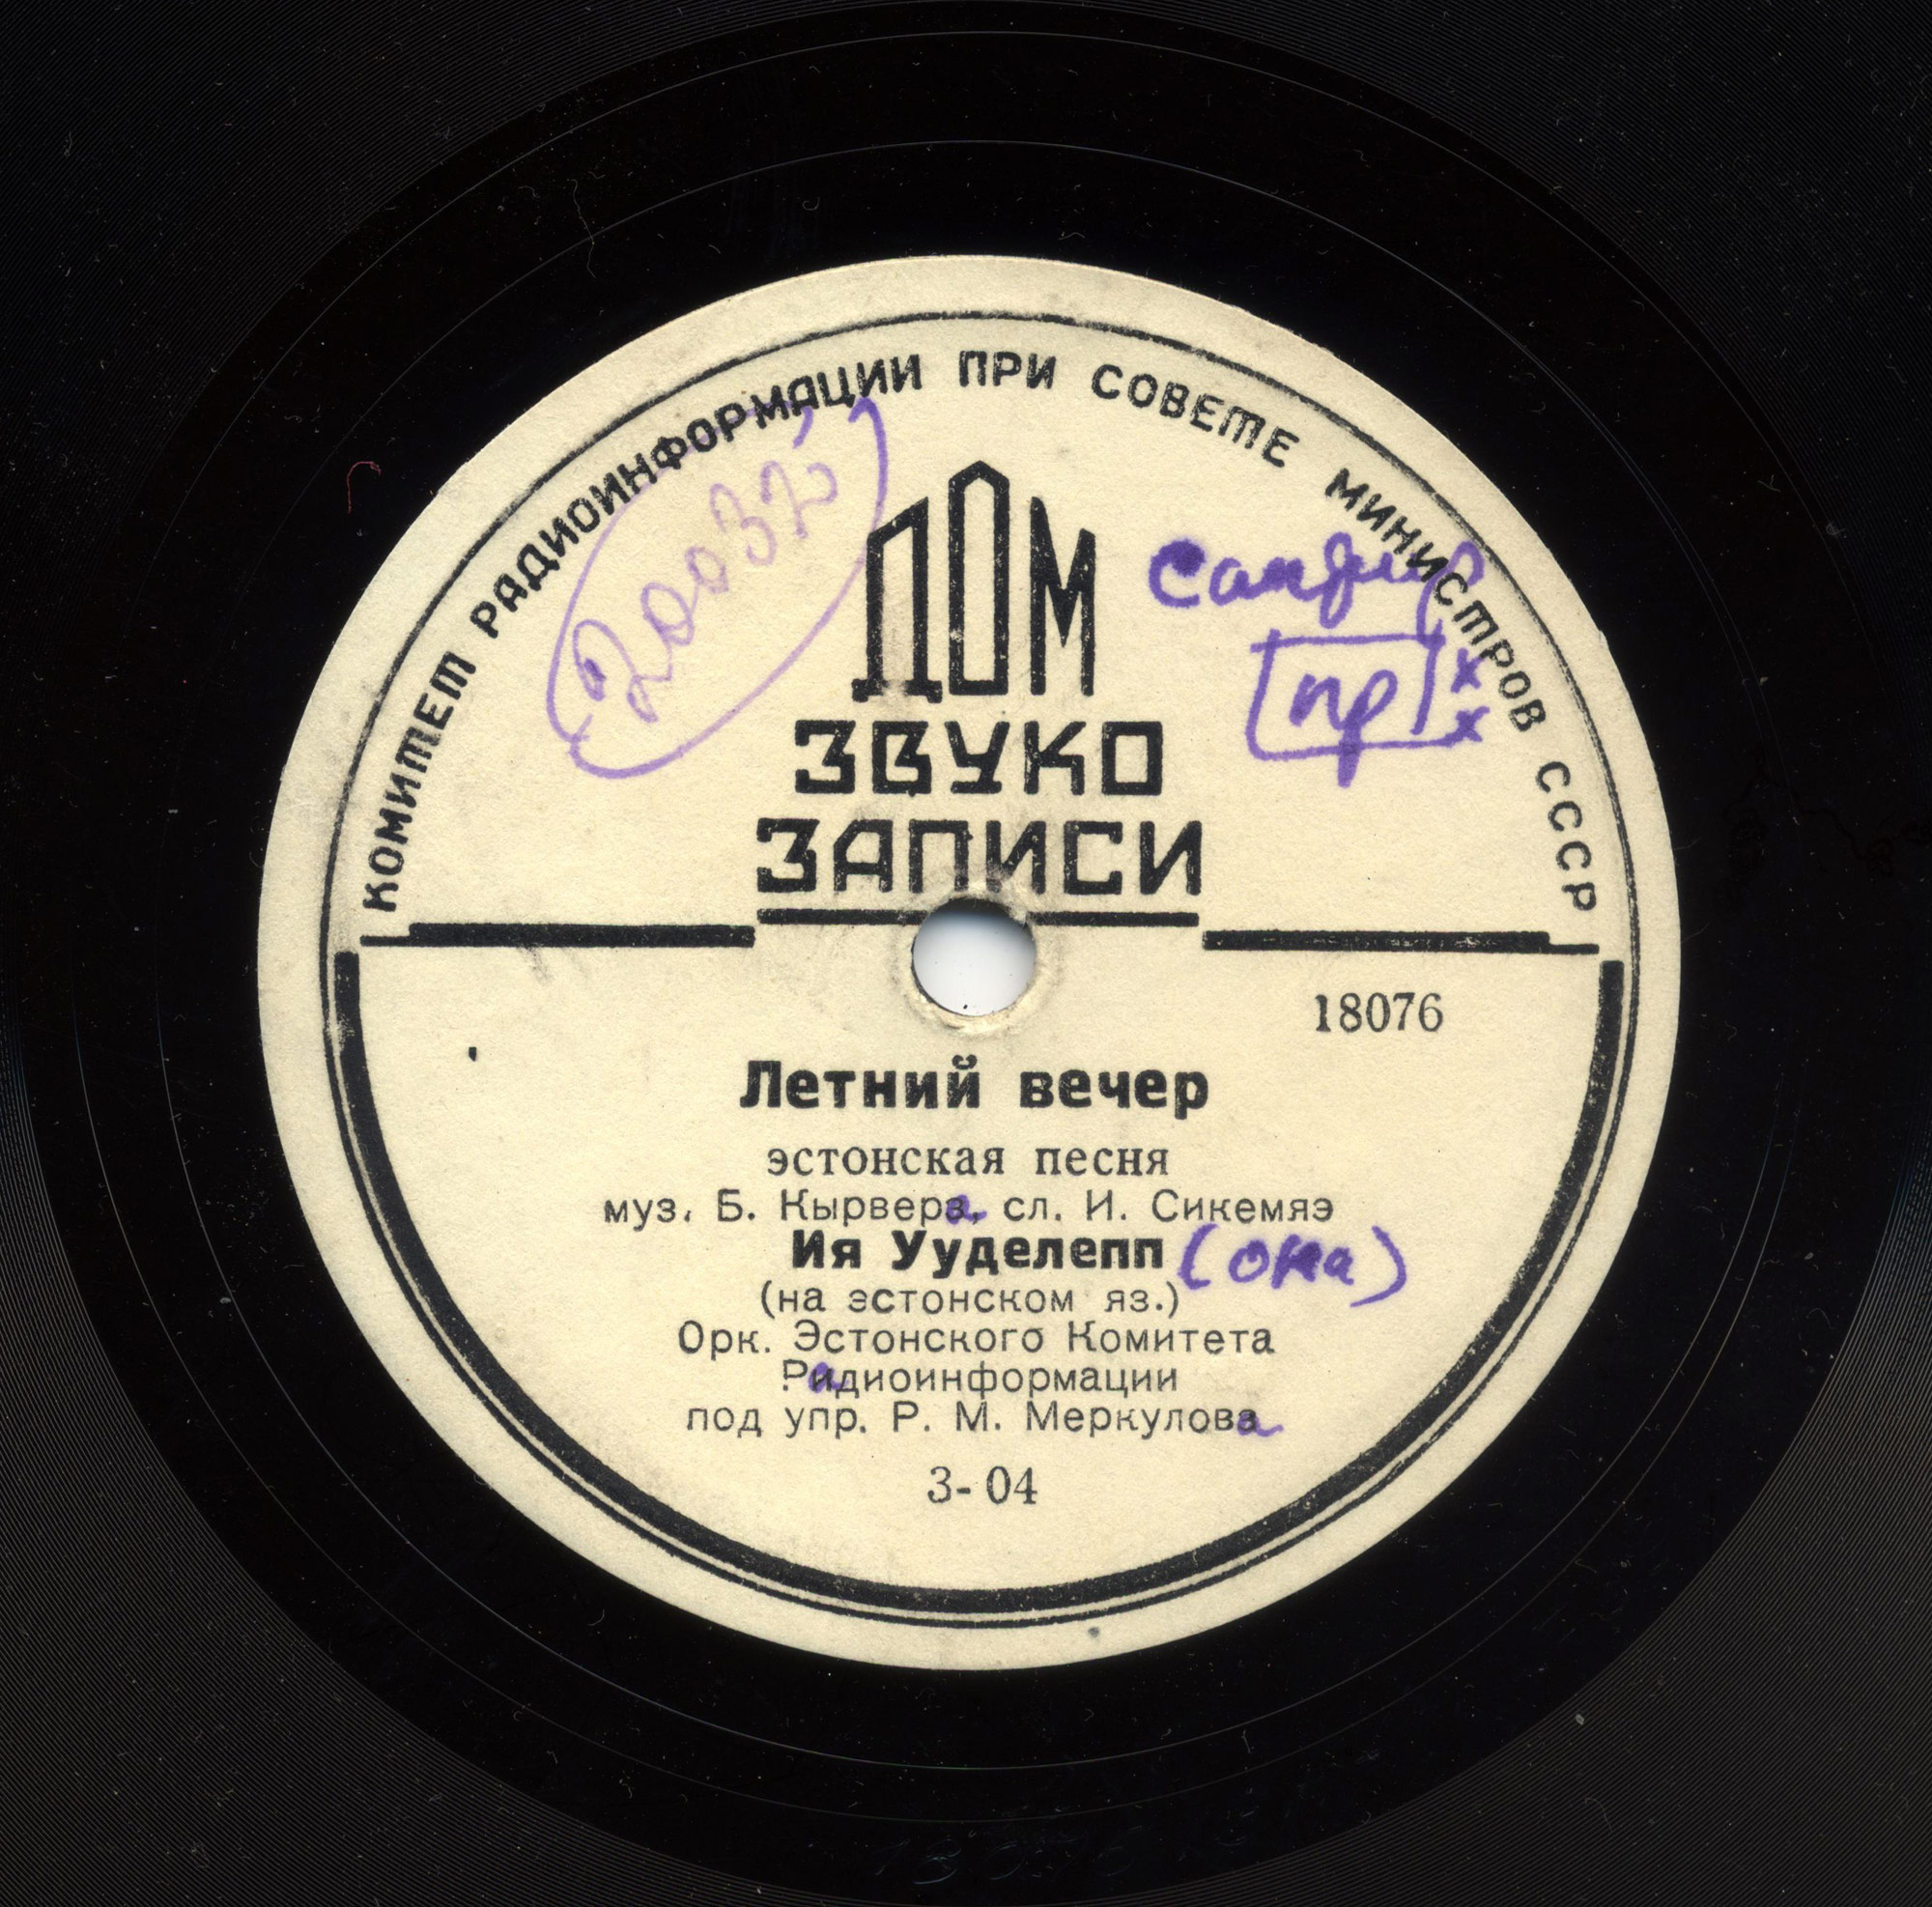 КОМИТЕТ РАДИОИНФОРМАЦИИ ПРИ СОВЕТЕ МИНИСТРОВ СССР
ДОМ
ЗВУКО
ЗАПИСИ
пр
18076
Летний вечер
эстонская песня
муз. Б. Кырвера, сл. И. Сикемяэ
Ия Ууделепп (она)
(на эстонском яз.)
Орк. Эстонского Комитета
Радиоинформации
под упр. Р. М. Меркулова
3-04